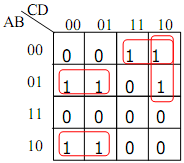 CD
AB
00 01 11 10
00 0 0 1 1
01 1 1 0 1
11 0 0 0 0
10 1 1 0 0